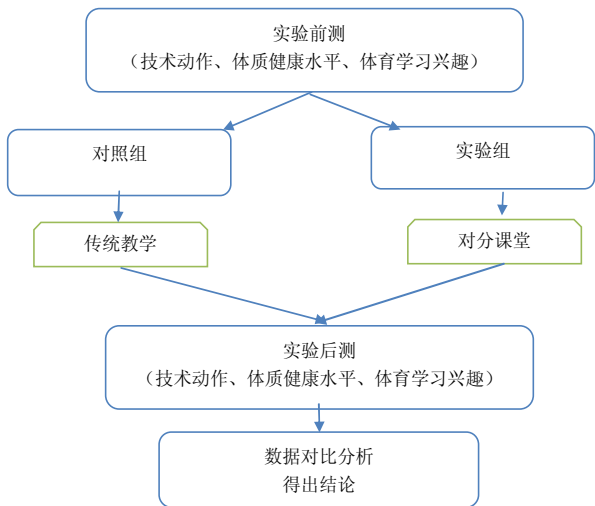 实验前测
（技术动作、体质健康水平、体育学习兴趣）
对照组
实验组
传统教学
对分课堂
实验后测
（技术动作、体质健康水平、体育学习兴趣）
数据对比分析
得出结论